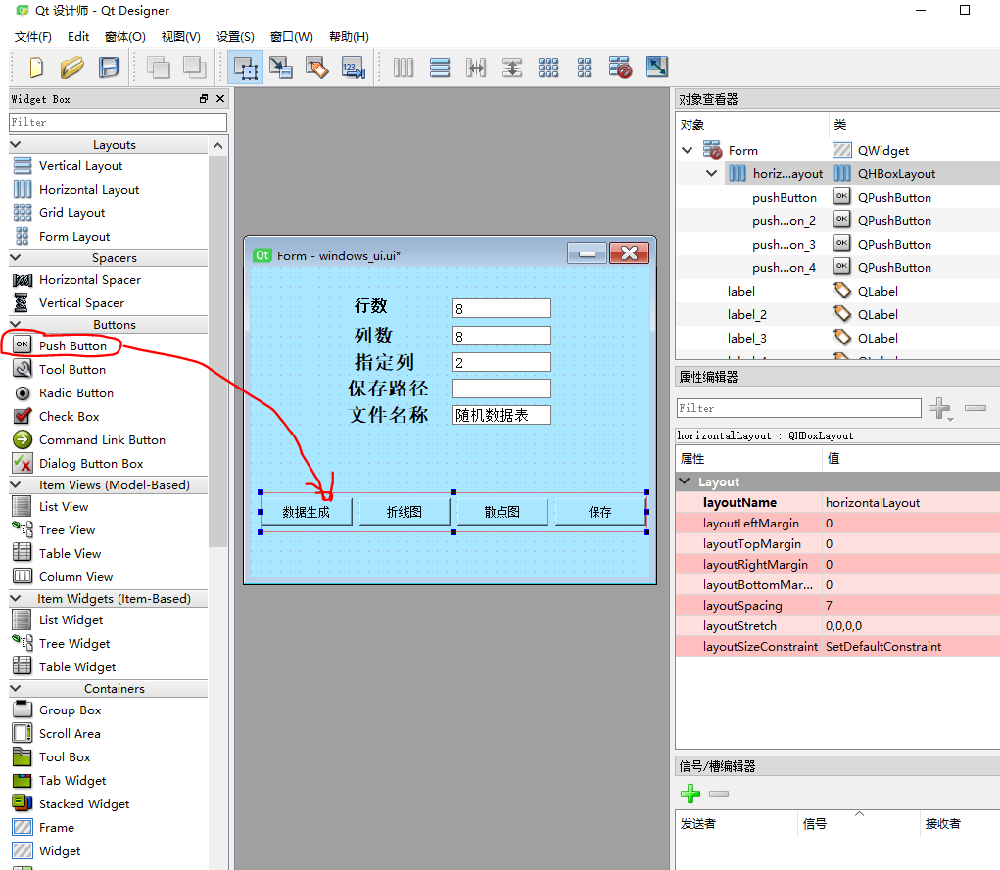 Qt 设计师 - Qt Designer
文件(F) Edit 窗体(O) 视图(V) 设置(S) 窗口(W) 帮助(H)
Widget Box
Filter
Layouts
Vertical Layout
Horizontal Layout
Grid Layout
Form Layout
Spacers
Horizontal Spacer
Vertical Spacer
Buttons
OK Push Button
Tool Button
Radio Button
Check Box
Command Link Button
Dialog Button Box
Item Views (Model-Based)
List View
Tree View
Table View
Column View
Item Widgets (Item-Based)
List Widget
Tree Widget
Table Widget
Containers
Group Box
Scroll Area
Tool Box
Tab Widget
Stacked Widget
Frame
Widget
Qt Form - windows_ui.ui*
行数 8
列数 8
指定列 2
保存路径
文件名称 随机数据表
数据生成 折线图 散点图 保存
对象查看器
对象 类
Form QWidget
horiz...ayout QHBoxLayout
pushButton OK QPushButton
push...on_2 OK QPushButton
push...on_3 OK QPushButton
push...on_4 OK QPushButton
label QLabel
label_2 QLabel
label_3 QLabel
属性编辑器
Filter
horizontalLayout : QHBoxLayout
属性 值
Layout
layoutName horizontalLayout
layoutLeftMargin 0
layoutTopMargin 0
layoutRightMargin 0
layoutBottomMar... 0
layoutSpacing 7
layoutStretch 0,0,0,0
layoutSizeConstraint SetDefaultConstraint
信号/槽编辑器
发送者 信号 接收者